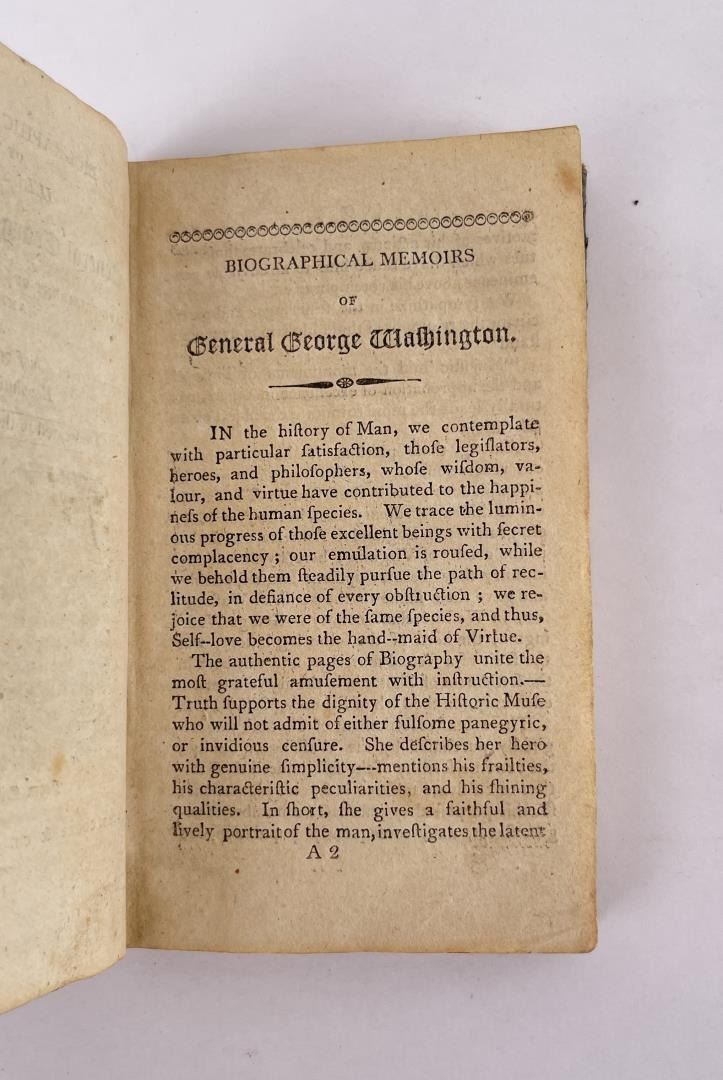 BIOGRAPHICAL MEMOIRS
OF
General George Waſhington.
IN the hiſtory of Man, we contemplate
with particular ſatisfaction, thoſe legiſlators,
heroes, and philoſophers, whoſe wiſdom, va-
lour, and virtue have contributed to the happi-
neſs of the human ſpecies. We trace the lumin-
ous progress of thoſe excellent beings with ſecret
complacency ; our emulation is rouſed, while
we behold them ſteadily purſue the path of rec-
titude, in defiance of every obſtruction ; we re-
joice that we were of the ſame ſpecies, and thus,
Self--love becomes the hand--maid of Virtue.
The authentic pages of Biography unite the
moſt grateful amuſement with inſtruction.—
Truth ſupports the dignity of the Hiſtoric Muſe
who will not admit of either fulſome panegyric,
or invidious cenſure. She deſcribes her hero
with genuine ſimplicity---mentions his frailties,
his characteriſtic peculiarities, and his ſhining
qualities. In ſhort, ſhe gives a faithful and
lively portrait of the man, inveſtigates the latent
A 2